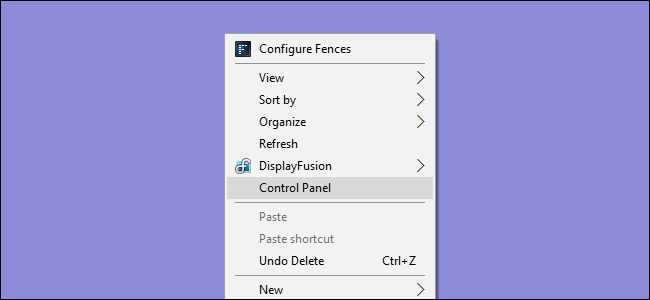 Configure Fences
View
Sort by
Organize
Refresh
DisplayFusion
Control Panel
Paste
Paste shortcut
Undo Delete Ctrl+Z
New